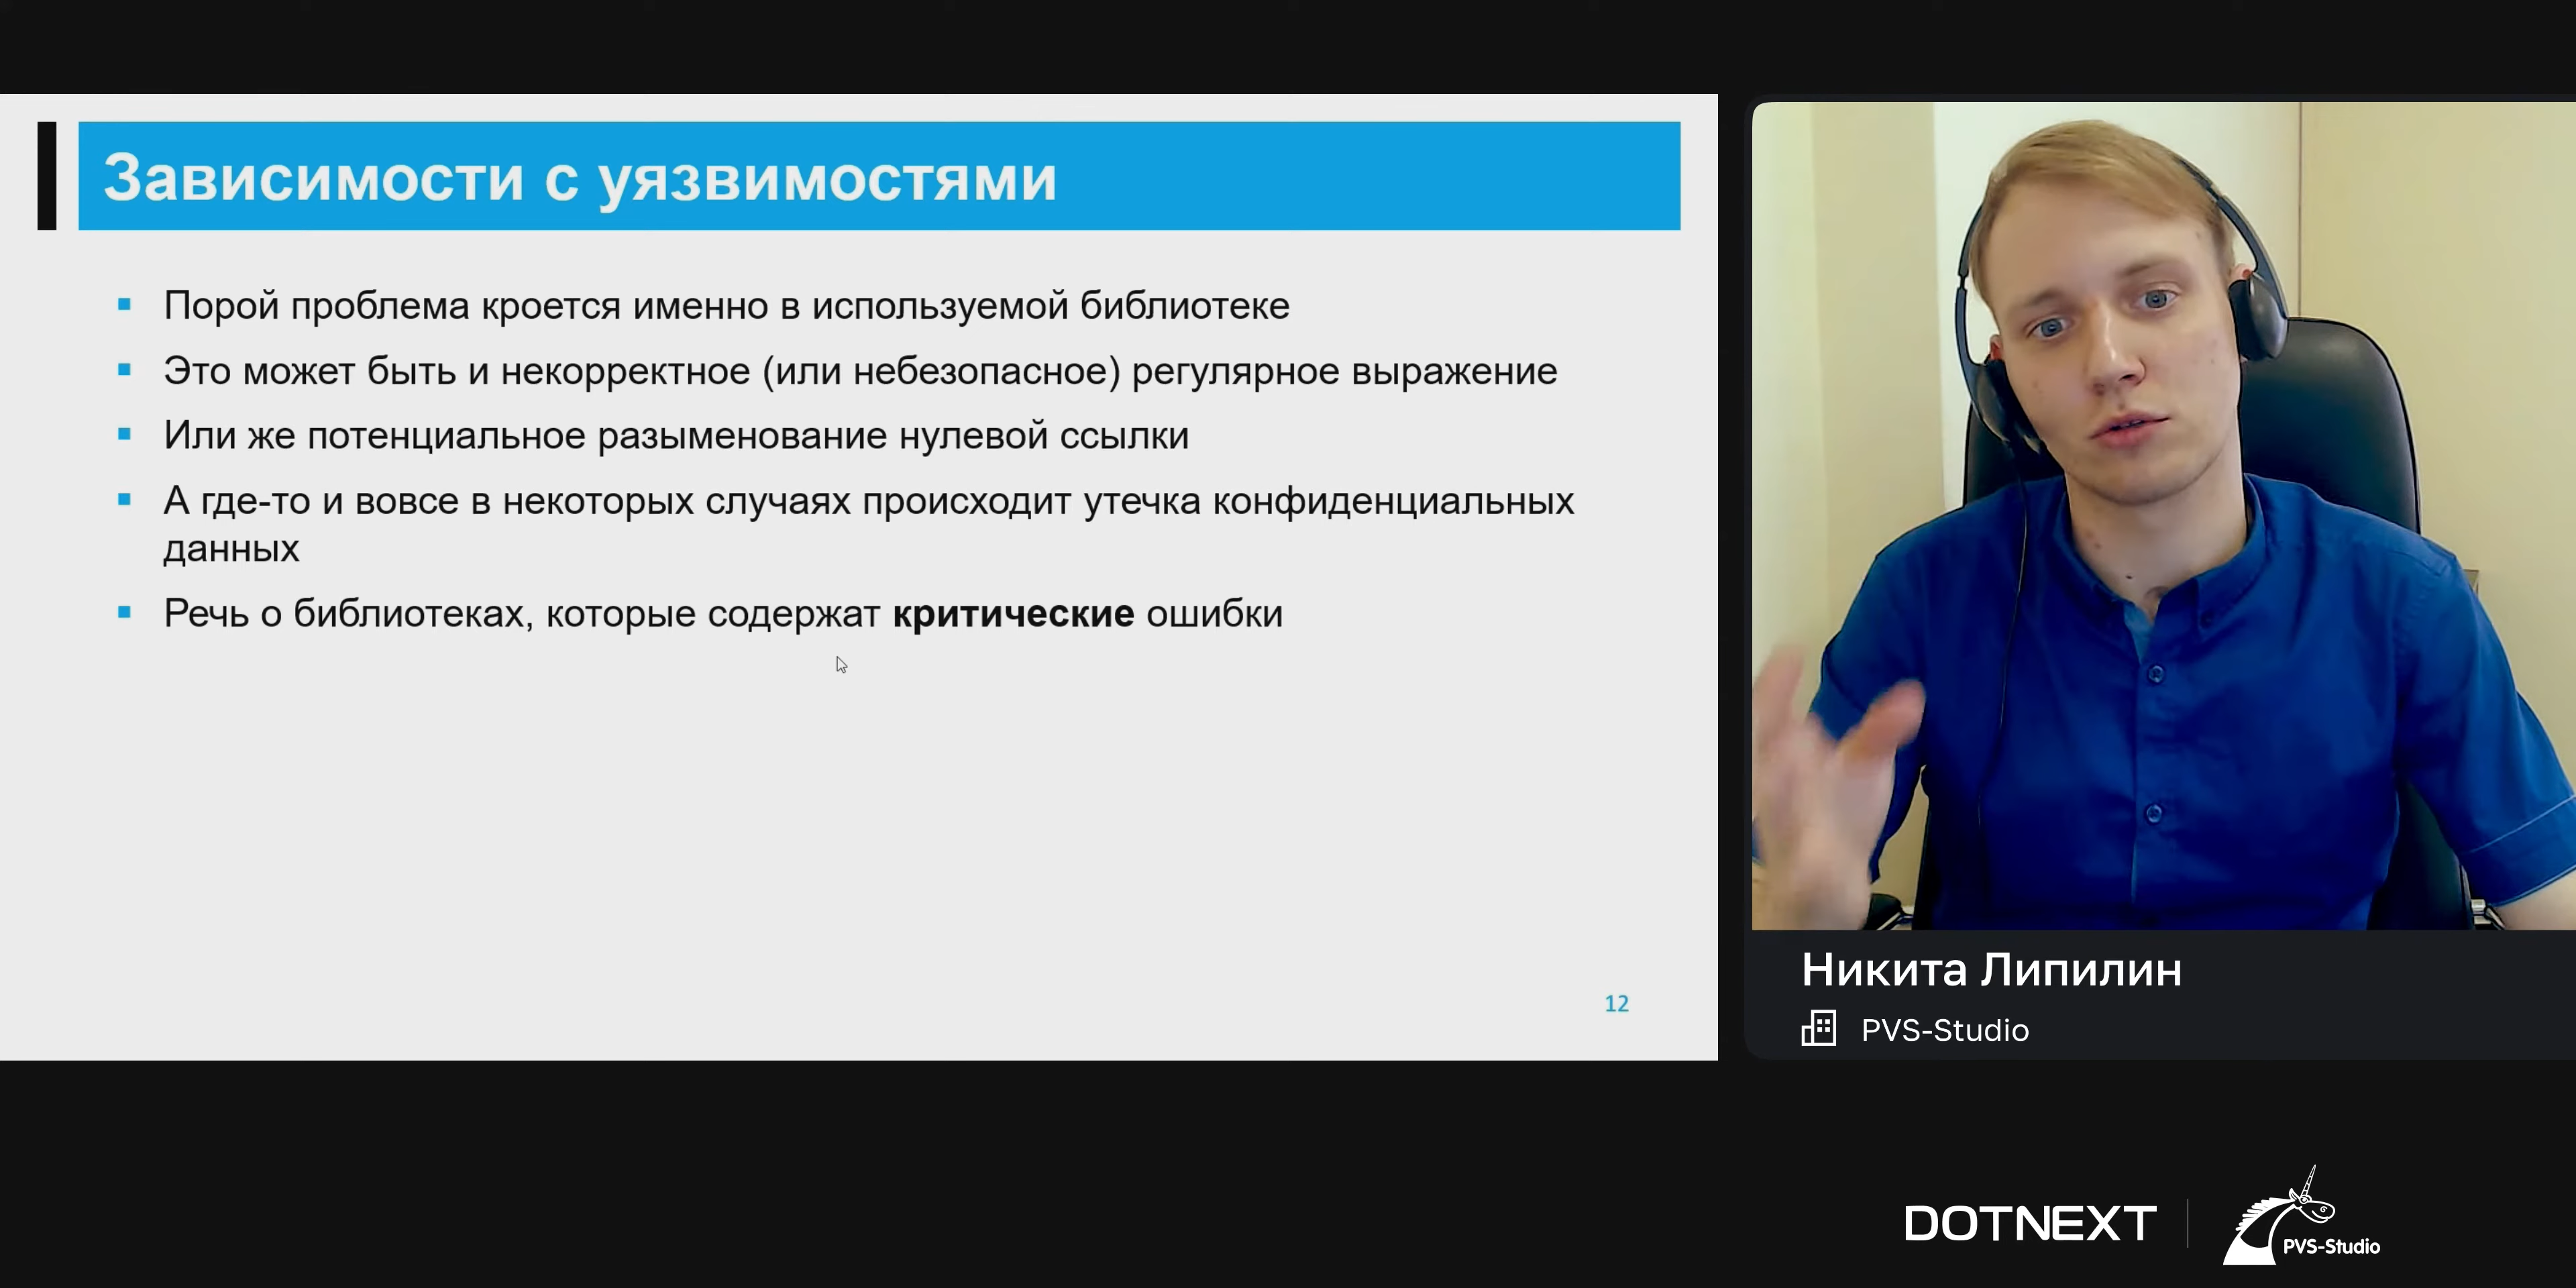 Зависимости с уязвимостями
Порой проблема кроется именно в используемой библиотеке
Это может быть и некорректное (или небезопасное) регулярное выражение
Или же потенциальное разыменование нулевой ссылки
А где-то и вовсе в некоторых случаях происходит утечка конфиденциальных
данных
Речь о библиотеках, которые содержат критические ошибки
12
Никита Липилин
PVS-Studio
DOTNEXT
PVS-Studio